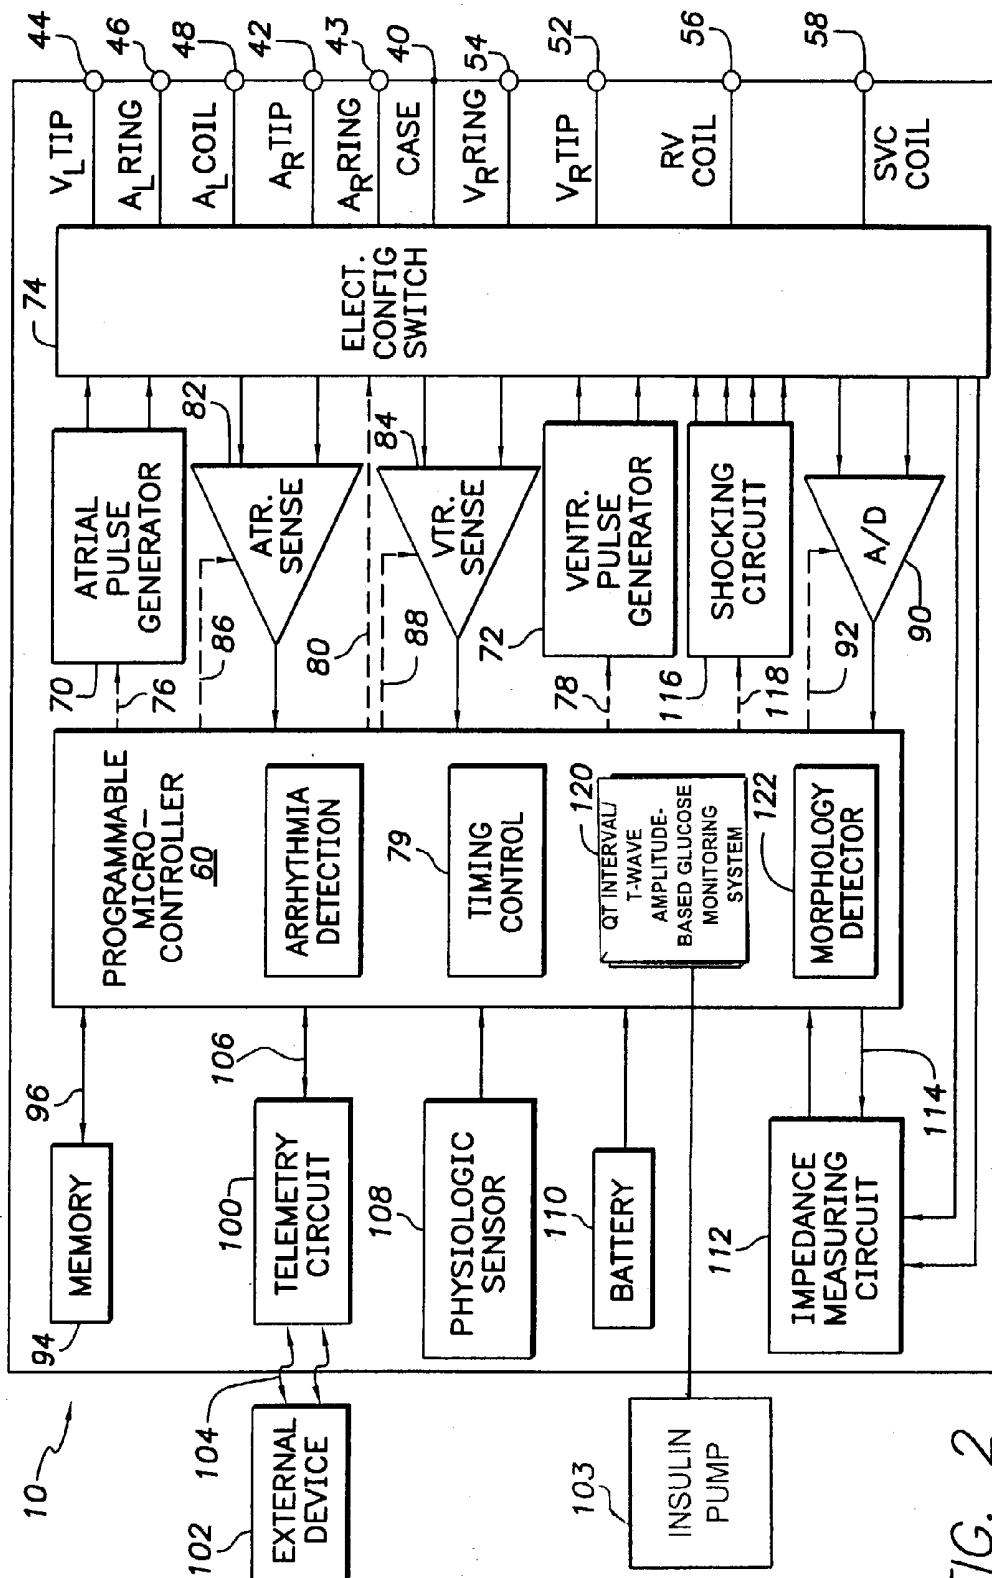 10
102
EXTERNAL
DEVICE
104
103
INSULIN
PUMP
94
MEMORY
96
100
TELEMETRY
CIRCUIT
106
108
PHYSIOLOGIC
SENSOR
110
BATTERY
112
IMPEDANCE
MEASURING
CIRCUIT
114
PROGRAMMABLE
MICRO-
CONTROLLER
60
ARRHYTHMIA
DETECTION
79
TIMING
CONTROL
120
QT INTERVAL/
T-WAVE
AMPLITUDE-
BASED GLUCOSE
MONITORING
SYSTEM
122
MORPHOLOGY
DETECTOR
70
76
ATRIAL
PULSE
GENERATOR
86
82
ATR.
SENSE
80
88
84
VTR.
SENSE
72
78
VENTR.
PULSE
GENERATOR
116
118
SHOCKING
CIRCUIT
92
A/D
90
74
ELECT.
CONFIG
SWITCH
VL TIP
44
AL RING
46
AL COIL
48
AR TIP
42
AR RING
43
CASE
40
VR RING
54
VR TIP
52
RV
COIL
56
SVC
COIL
58
FIG. 2